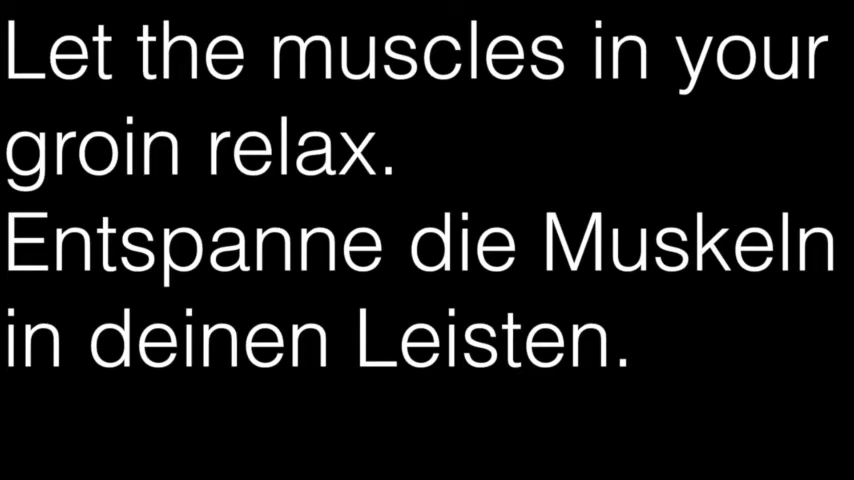 Let the muscles in your
groin relax.
Entspanne die Muskeln
in deinen Leisten.